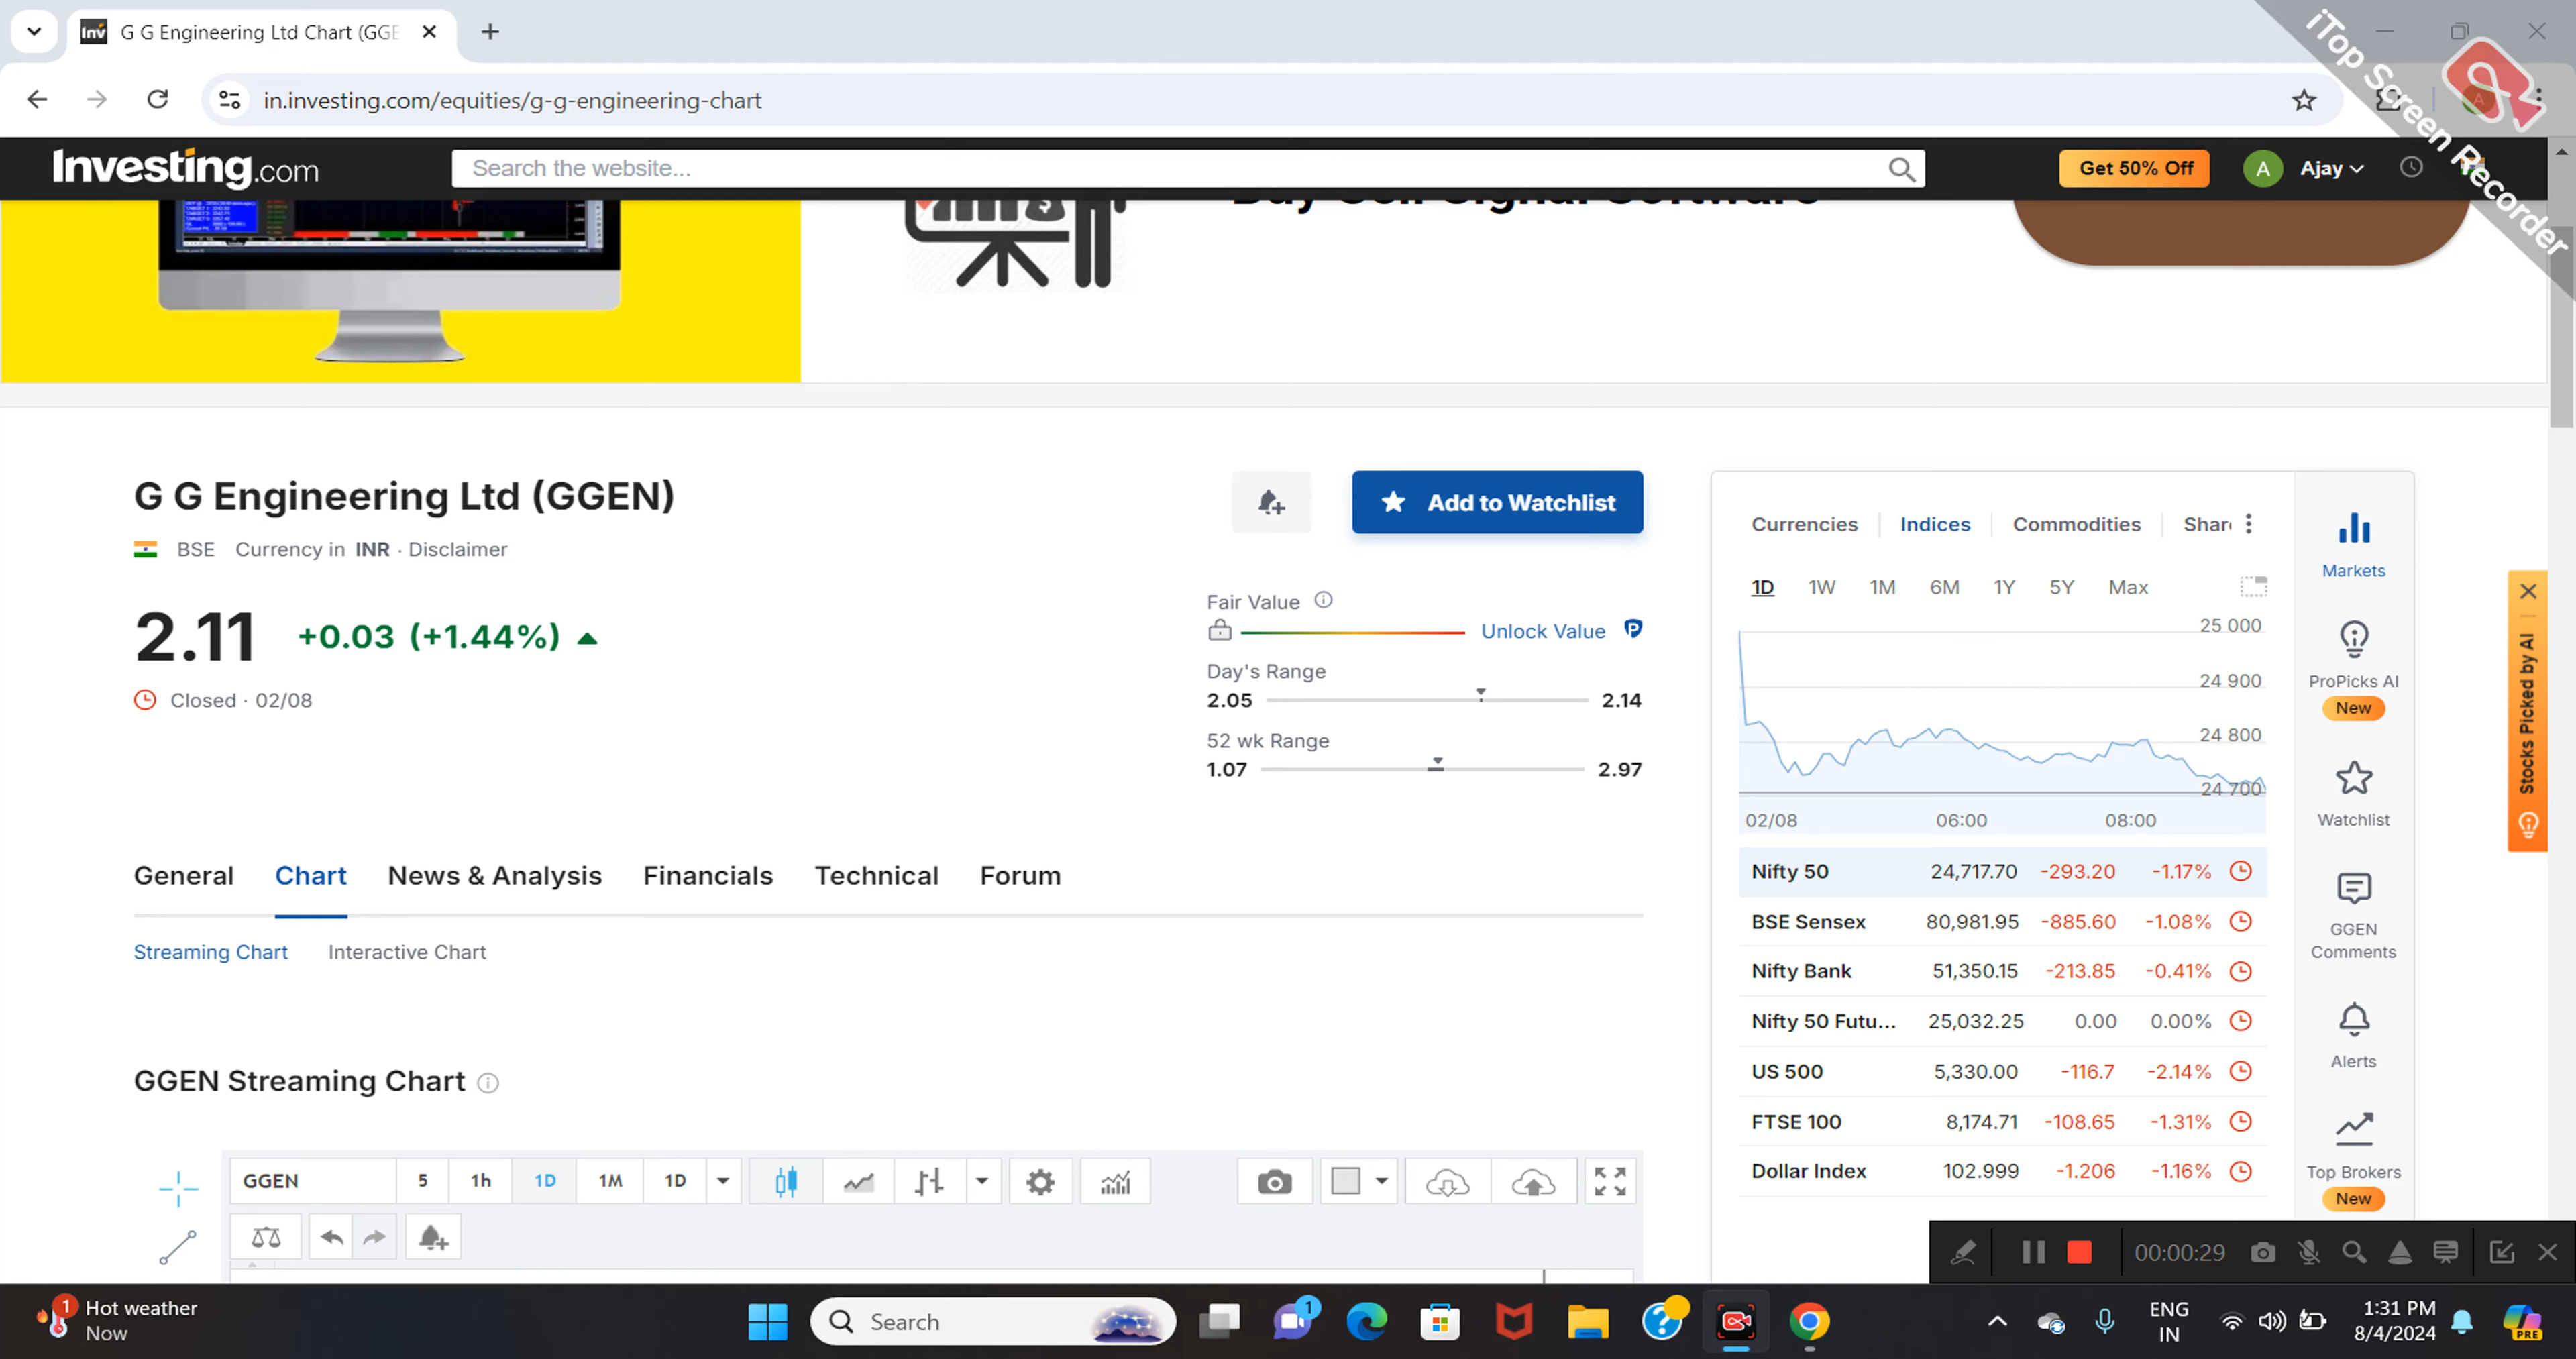 G G Engineering Ltd Chart (GGE
in.investing.com/equities/g-g-engineering-chart
iTop Screen Recorder
Investing.com
Search the website...
Get 50% Off
A
Ajay
Buy Sell Signal Software
G G Engineering Ltd (GGEN)
BSE Currency in INR · Disclaimer
2.11 +0.03 (+1.44%)
Closed · 02/08
Add to Watchlist
Fair Value
Unlock Value
Day's Range
2.05 2.14
52 wk Range
1.07 2.97
General Chart News & Analysis Financials Technical Forum
Streaming Chart Interactive Chart
GGEN Streaming Chart
GGEN 5 1h 1D 1M 1D
Currencies Indices Commodities Shar
1D 1W 1M 6M 1Y 5Y Max
25 000
24 900
24 800
24 700
02/08 06:00 08:00
Nifty 50 24,717.70 -293.20 -1.17%
BSE Sensex 80,981.95 -885.60 -1.08%
Nifty Bank 51,350.15 -213.85 -0.41%
Nifty 50 Futu... 25,032.25 0.00 0.00%
US 500 5,330.00 -116.7 -2.14%
FTSE 100 8,174.71 -108.65 -1.31%
Dollar Index 102.999 -1.206 -1.16%
Markets
ProPicks AI
New
Watchlist
GGEN
Comments
Alerts
Top Brokers
New
Stocks Picked by AI
00:00:29
1
Hot weather
Now
Search
1
ENG
IN
1:31 PM
8/4/2024
PRE